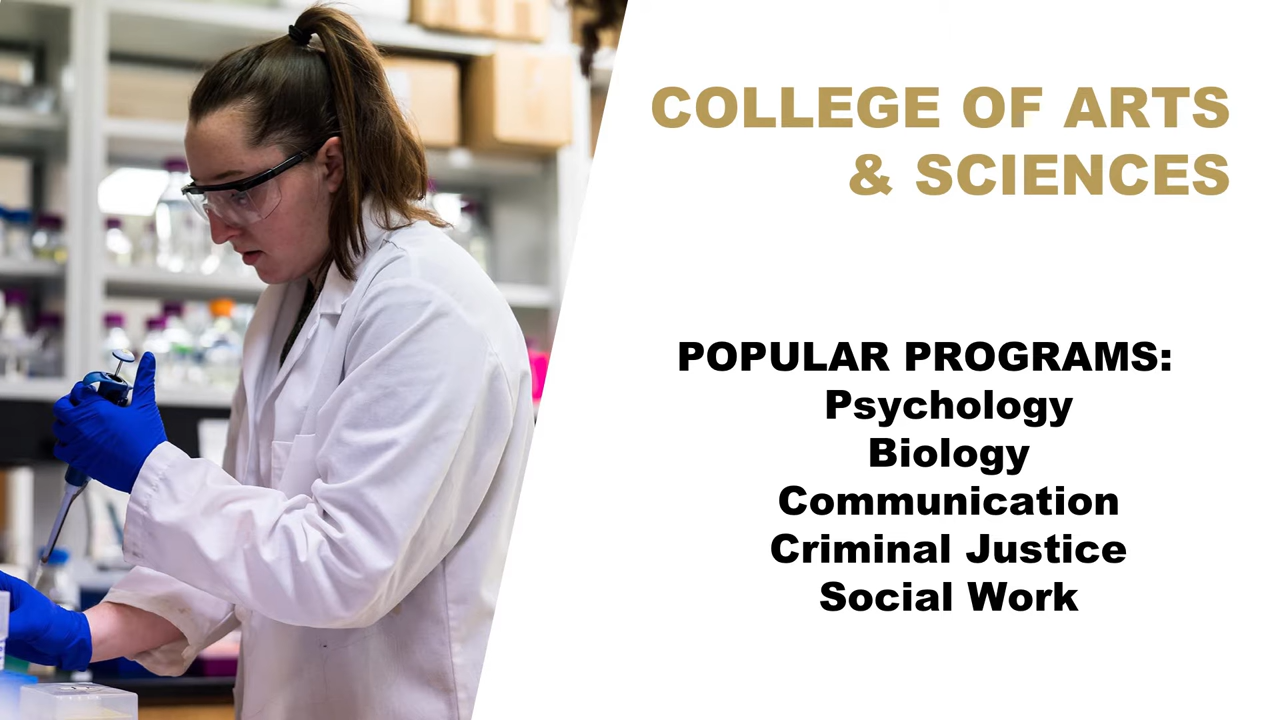 COLLEGE OF ARTS
& SCIENCES
POPULAR PROGRAMS:
Psychology
Biology
Communication
Criminal Justice
Social Work